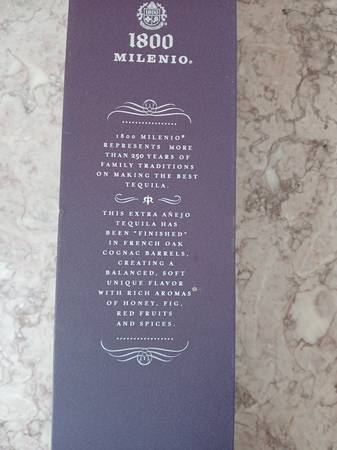 1800
1800
MILENIO®
1800 MILENIO®
REPRESENTS MORE
THAN 250 YEARS OF
FAMILY TRADITIONS
ON MAKING THE BEST
TEQUILA.
THIS EXTRA AÑEJO
TEQUILA HAS
BEEN "FINISHED"
IN FRENCH OAK
COGNAC BARRELS,
CREATING A
BALANCED, SOFT
UNIQUE FLAVOR
WITH RICH AROMAS
OF HONEY, FIG,
RED FRUITS
AND SPICES.